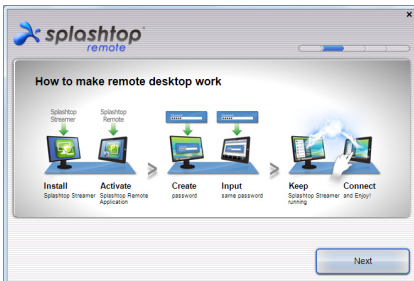 splashtop
remote
How to make remote desktop work
Splashtop Streamer
Splashtop Remote
Install
Splashtop Streamer
Activate
Splashtop Remote Application
Create
password
Input
same password
Keep
Splashtop Streamer running
Connect
and Enjoy!
Next